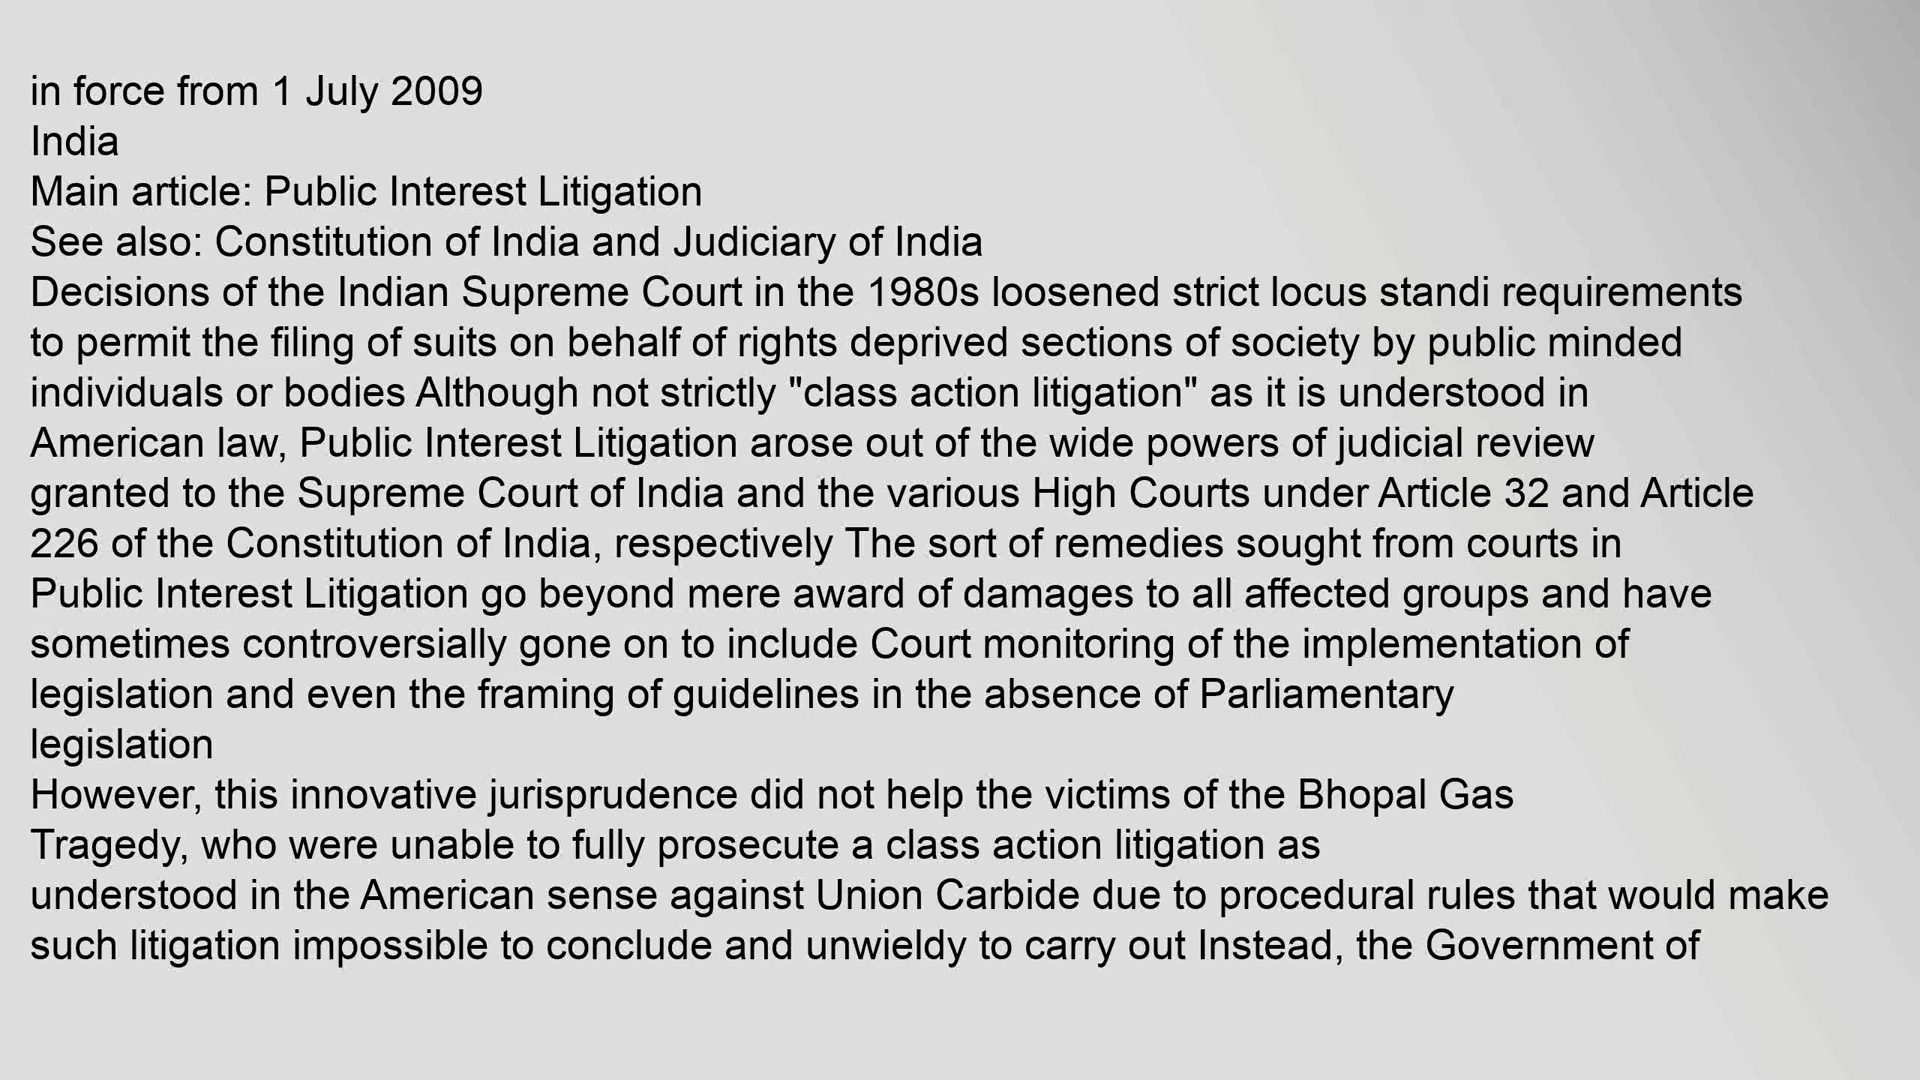 in force from 1 July 2009
India
Main article: Public Interest Litigation
See also: Constitution of India and Judiciary of India
Decisions of the Indian Supreme Court in the 1980s loosened strict locus standi requirements
to permit the filing of suits on behalf of rights deprived sections of society by public minded
individuals or bodies Although not strictly "class action litigation" as it is understood in
American law, Public Interest Litigation arose out of the wide powers of judicial review
granted to the Supreme Court of India and the various High Courts under Article 32 and Article
226 of the Constitution of India, respectively The sort of remedies sought from courts in
Public Interest Litigation go beyond mere award of damages to all affected groups and have
sometimes controversially gone on to include Court monitoring of the implementation of
legislation and even the framing of guidelines in the absence of Parliamentary
legislation
However, this innovative jurisprudence did not help the victims of the Bhopal Gas
Tragedy, who were unable to fully prosecute a class action litigation as
understood in the American sense against Union Carbide due to procedural rules that would make
such litigation impossible to conclude and unwieldy to carry out Instead, the Government of